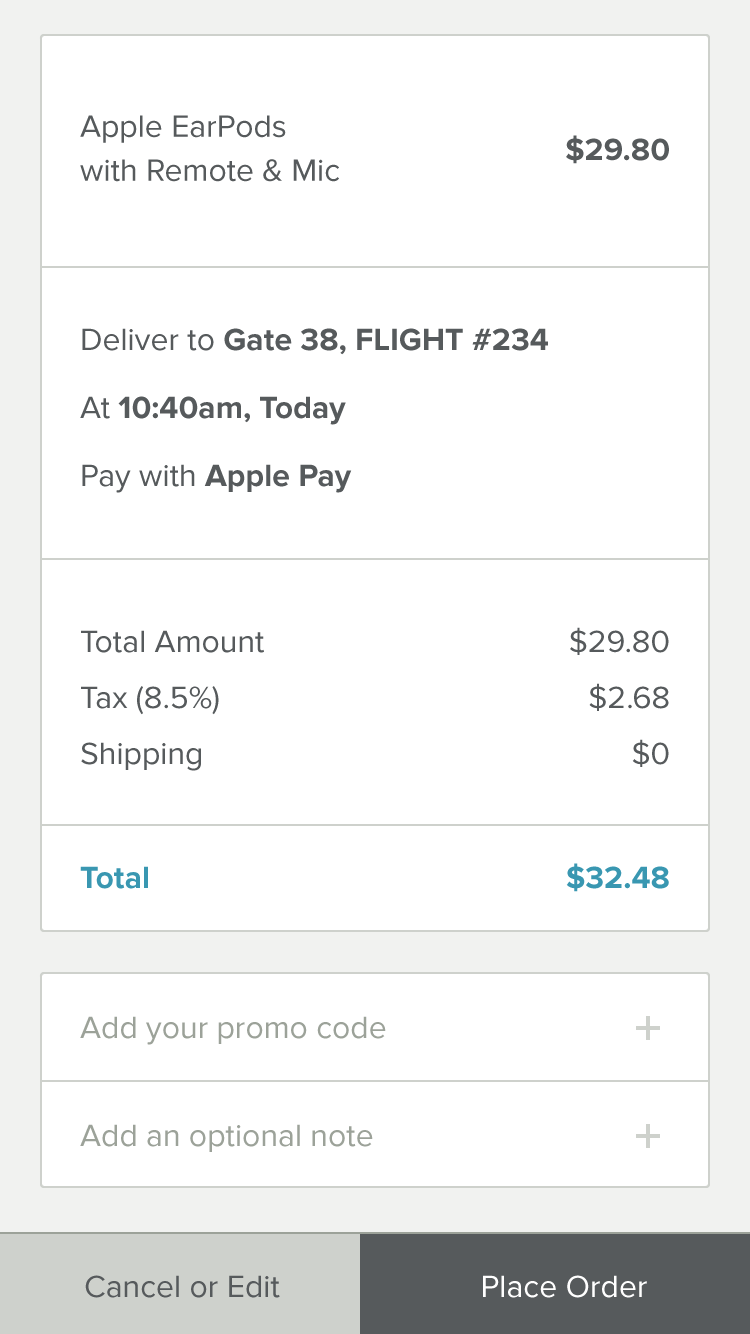 Apple EarPods
with Remote & Mic
$29.80
Deliver to Gate 38, FLIGHT #234
At 10:40am, Today
Pay with Apple Pay
Total Amount $29.80
Tax (8.5%) $2.68
Shipping $0
Total $32.48
Add your promo code +
Add an optional note +
Cancel or Edit Place Order